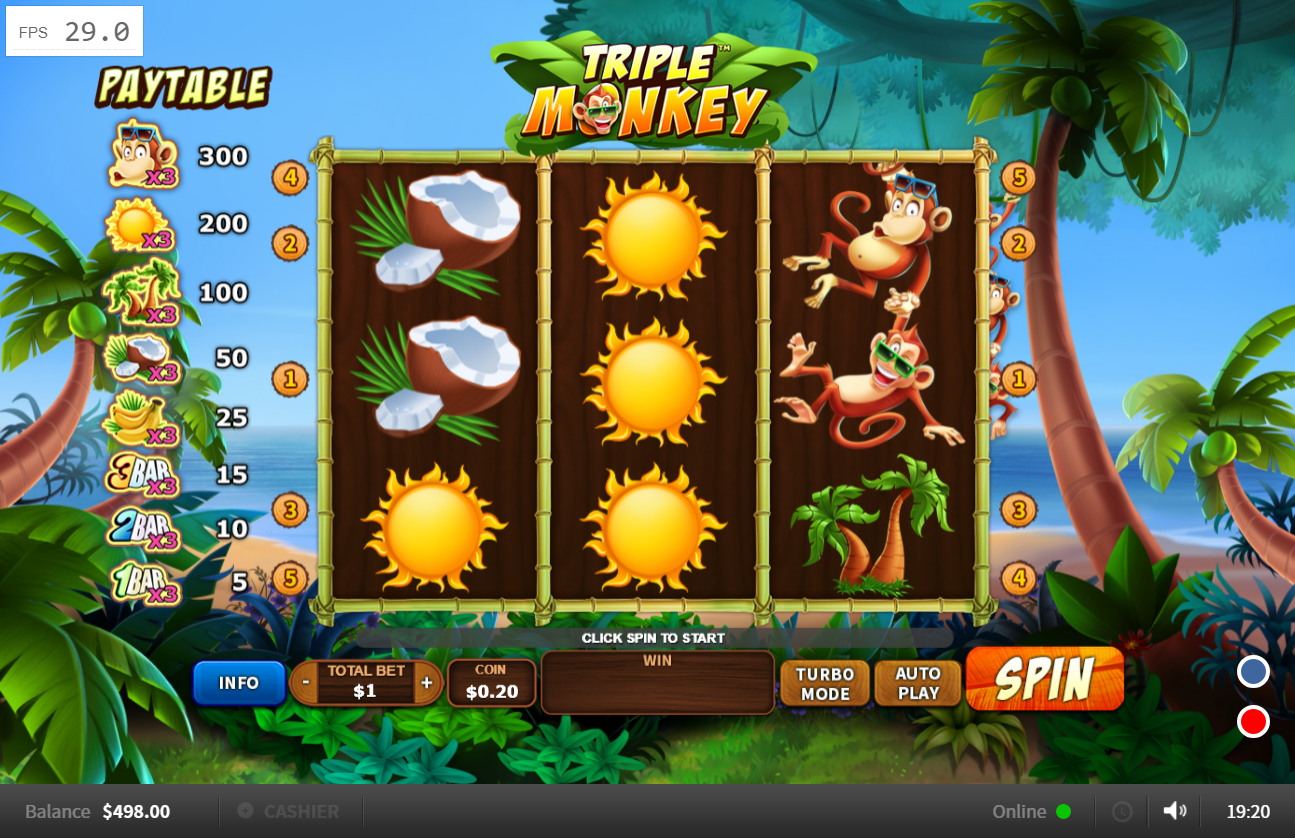 FPS 29.0
TRIPLE™
MONKEY
PAYTABLE
x3 300
x3 200
x3 100
x3 50
x3 25
3BAR x3 15
2BAR x3 10
1BAR x3 5
4 5
2 2
1 1
3 3
5 4
CLICK SPIN TO START
INFO
- TOTAL BET +
$1
COIN
$0.20
WIN
TURBO
MODE
AUTO
PLAY
SPIN
Balance $498.00
CASHIER
Online
19:20